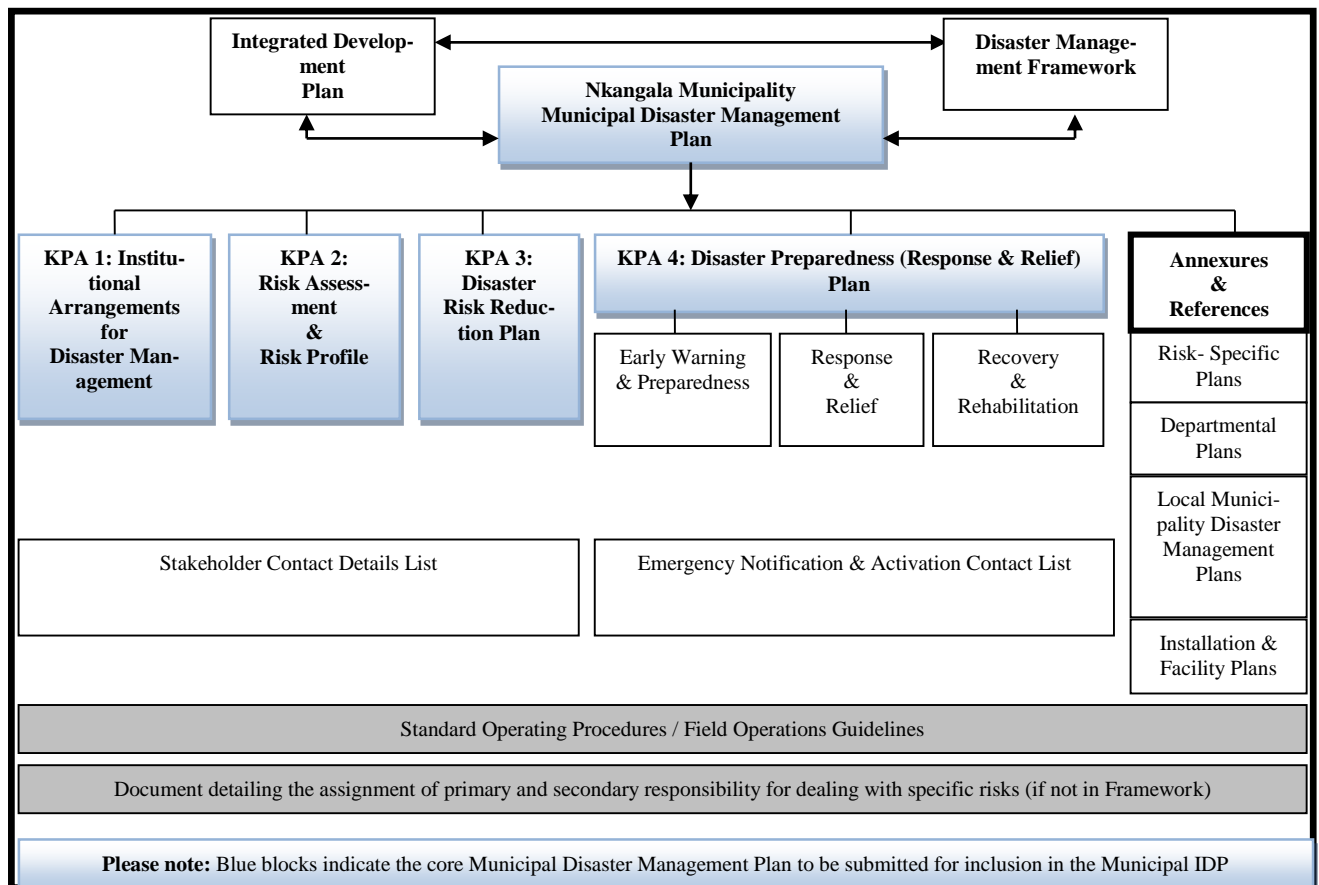 Integrated Develop-
ment
Plan
Disaster Manage-
ment Framework
Nkangala Municipality
Municipal Disaster Management
Plan
KPA 1: Institu-
tional
Arrangements
for
Disaster Man-
agement
KPA 2:
Risk Assess-
ment
&
Risk Profile
KPA 3:
Disaster
Risk Reduc-
tion Plan
KPA 4: Disaster Preparedness (Response & Relief)
Plan
Early Warning
& Preparedness
Response
&
Relief
Recovery
&
Rehabilitation
Annexures
&
References
Risk- Specific
Plans
Departmental
Plans
Local Munici-
pality Disaster
Management
Plans
Installation &
Facility Plans
Stakeholder Contact Details List
Emergency Notification & Activation Contact List
Standard Operating Procedures / Field Operations Guidelines
Document detailing the assignment of primary and secondary responsibility for dealing with specific risks (if not in Framework)
Please note: Blue blocks indicate the core Municipal Disaster Management Plan to be submitted for inclusion in the Municipal IDP